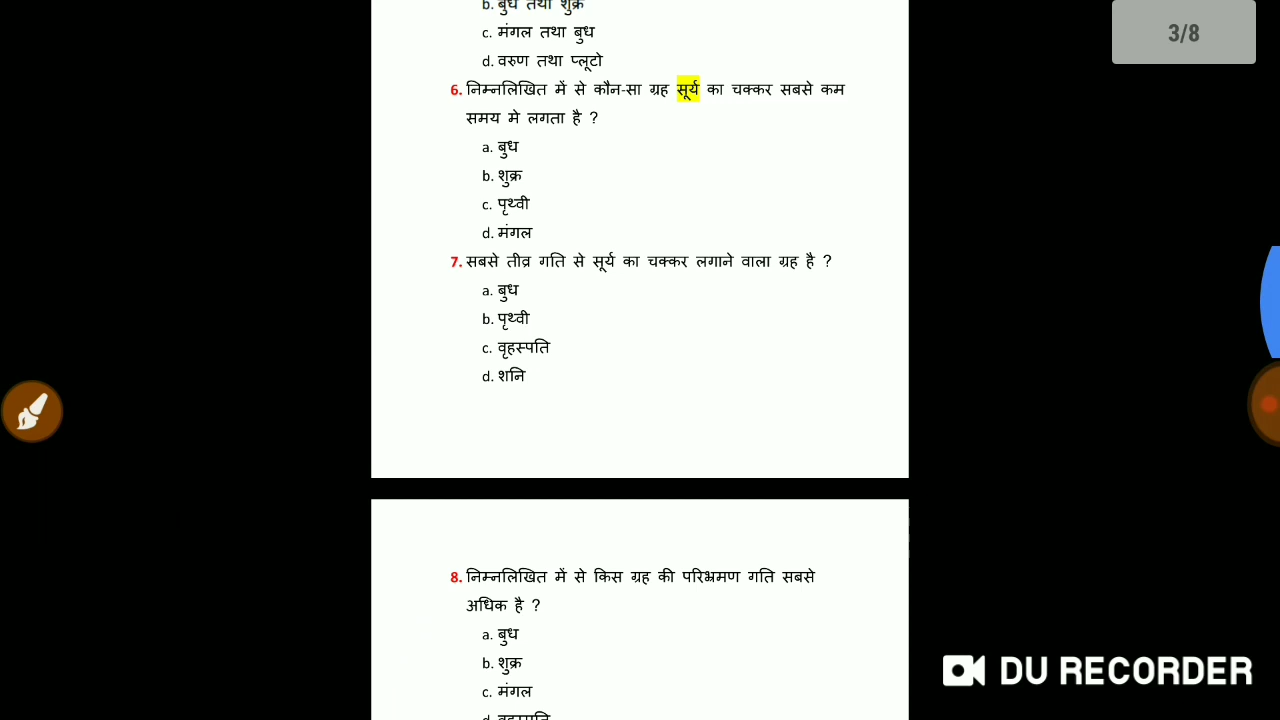 b. बुध तथा शुक्र
3/8
c. मंगल तथा बुध
d. वरुण तथा प्लूटो
6. निम्नलिखित में से कौन-सा ग्रह सूर्य का चक्कर सबसे कम
समय मे लगता है ?
a. बुध
b. शुक्र
c. पृथ्वी
d. मंगल
7. सबसे तीव्र गति से सूर्य का चक्कर लगाने वाला ग्रह है ?
a. बुध
b. पृथ्वी
c. वृहस्पति
d. शनि
8. निम्नलिखित में से किस ग्रह की परिभ्रमण गति सबसे
अधिक है ?
a. बुध
b. शुक्र
c. मंगल
d. वृहस्पति
DU RECORDER